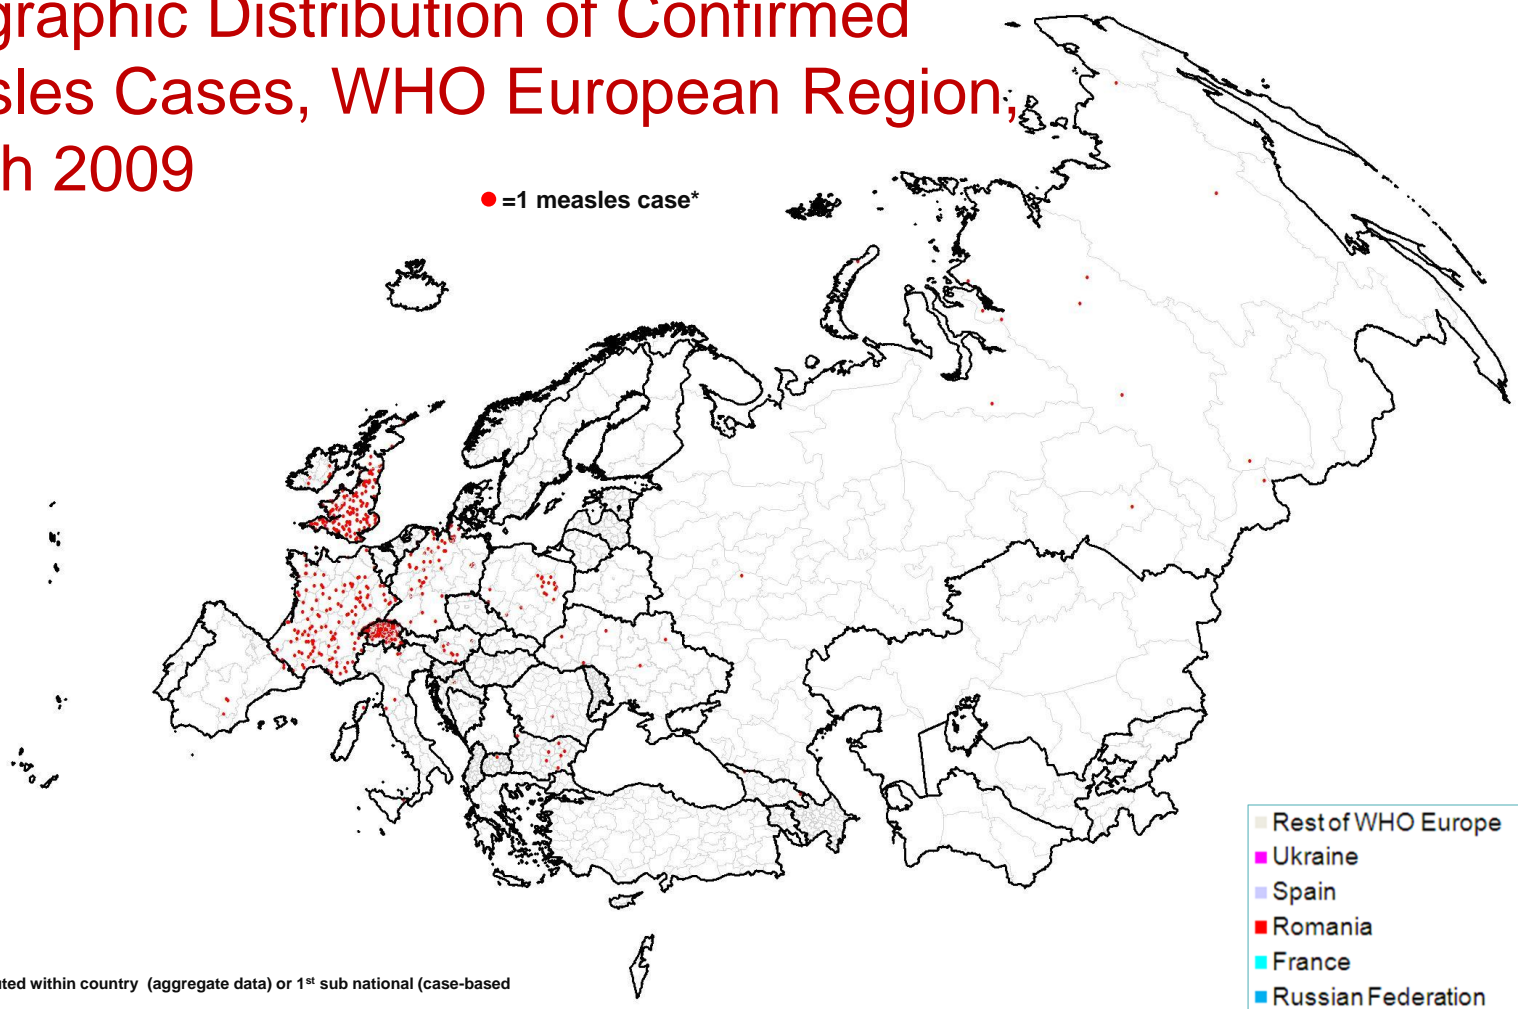 graphic Distribution of Confirmed
sles Cases, WHO European Region,
h 2009
=1 measles case*
ted within country (aggregate data) or 1st sub national (case-based
Rest of WHO Europe
Ukraine
Spain
Romania
France
Russian Federation